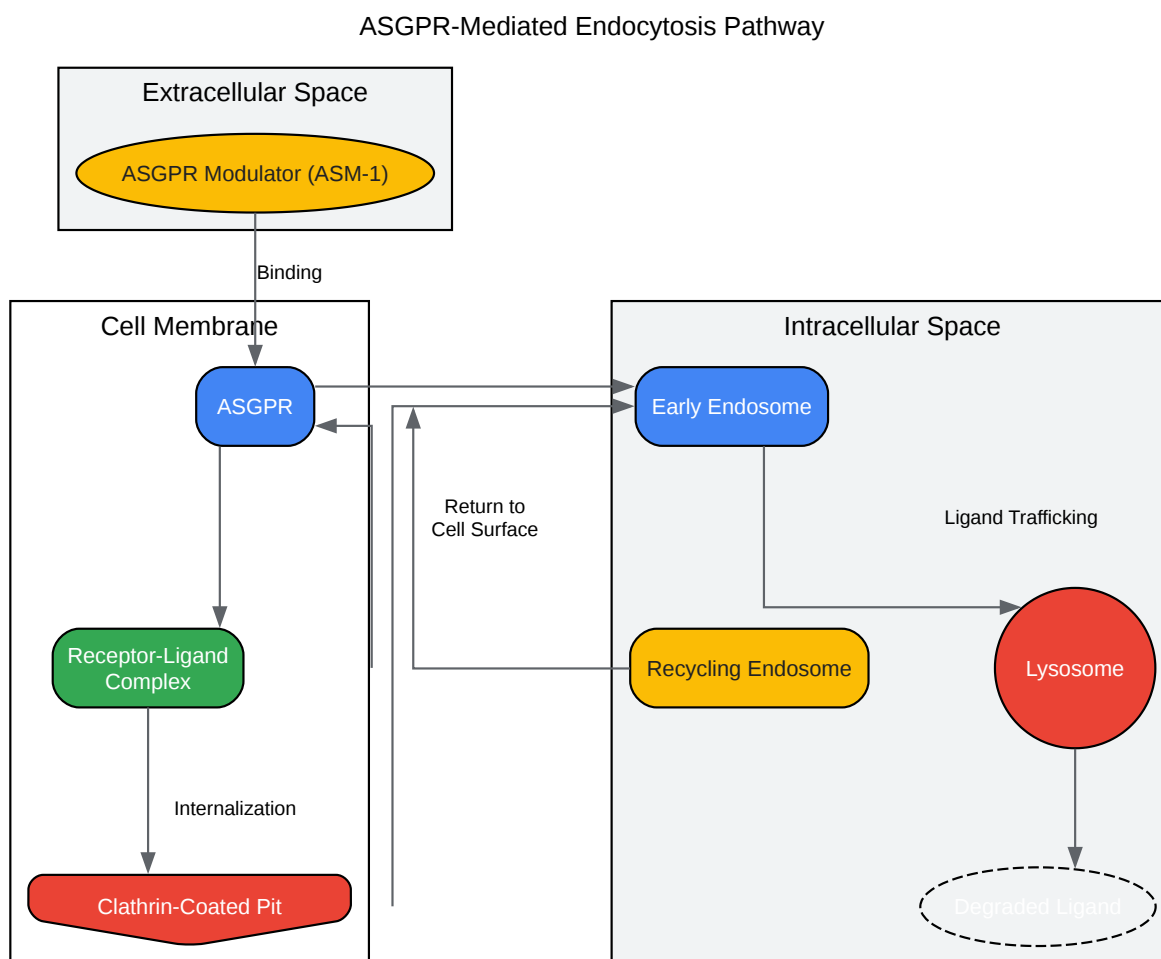 ASGPR-Mediated Endocytosis Pathway
Extracellular Space
ASGPR Modulator (ASM-1)
Binding
Cell Membrane
Intracellular Space
ASGPR
Early Endosome
Return to
Cell Surface
Ligand Trafficking
Receptor-Ligand
Complex
Recycling Endosome
Lysosome
Internalization
Clathrin-Coated Pit
Degraded Ligand